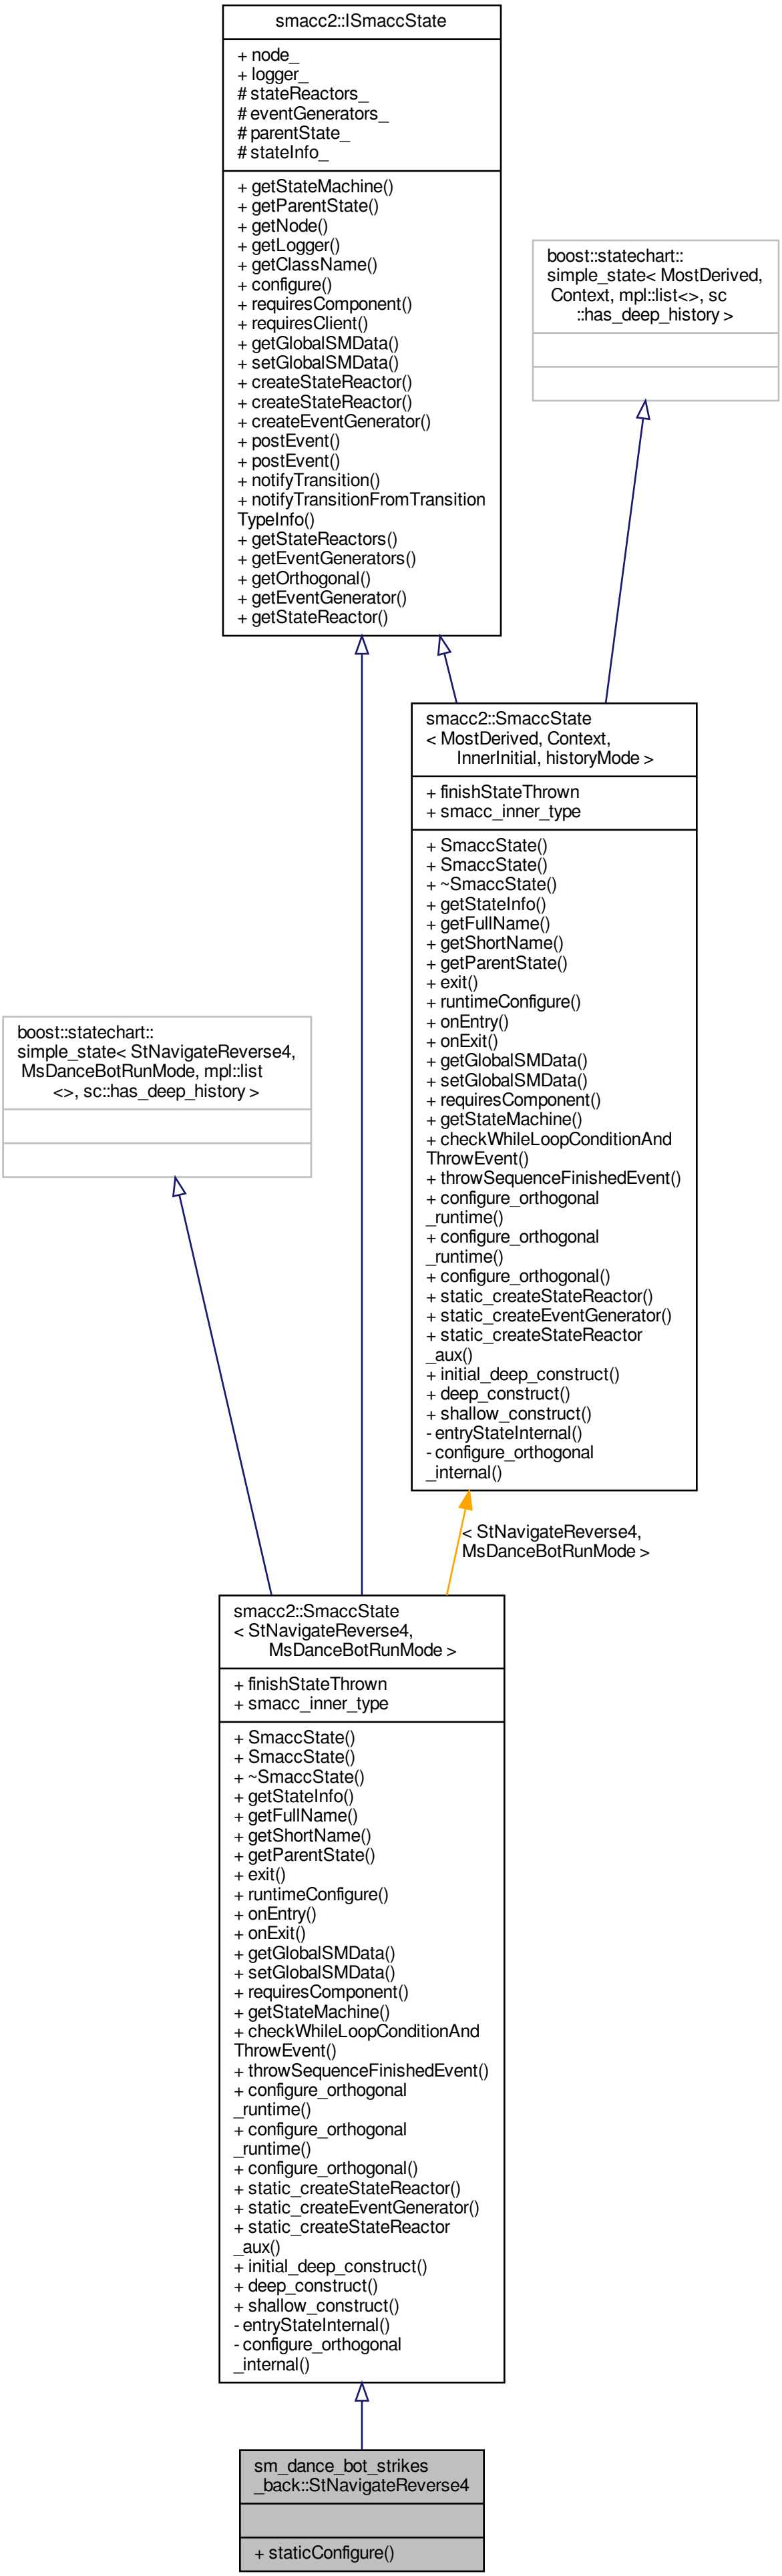 smacc2::ISmaccState
+ node_
+ logger_
# stateReactors_
# eventGenerators_
# parentState_
# stateInfo_
+ getStateMachine()
+ getParentState()
+ getNode()
+ getLogger()
+ getClassName()
+ configure()
+ requiresComponent()
+ requiresClient()
+ getGlobalSMData()
+ setGlobalSMData()
+ createStateReactor()
+ createStateReactor()
+ createEventGenerator()
+ postEvent()
+ postEvent()
+ notifyTransition()
+ notifyTransitionFromTransition
TypeInfo()
+ getStateReactors()
+ getEventGenerators()
+ getOrthogonal()
+ getEventGenerator()
+ getStateReactor()
boost::statechart::
simple_state< MostDerived,
Context, mpl::list<>, sc
::has_deep_history >
smacc2::SmaccState
< MostDerived, Context,
InnerInitial, historyMode >
+ finishStateThrown
+ smacc_inner_type
+ SmaccState()
+ SmaccState()
+ ~SmaccState()
+ getStateInfo()
+ getFullName()
+ getShortName()
+ getParentState()
+ exit()
+ runtimeConfigure()
+ onEntry()
+ onExit()
+ getGlobalSMData()
+ setGlobalSMData()
+ requiresComponent()
+ getStateMachine()
+ checkWhileLoopConditionAnd
ThrowEvent()
+ throwSequenceFinishedEvent()
+ configure_orthogonal
_runtime()
+ configure_orthogonal
_runtime()
+ configure_orthogonal()
+ static_createStateReactor()
+ static_createEventGenerator()
+ static_createStateReactor
_aux()
+ initial_deep_construct()
+ deep_construct()
+ shallow_construct()
- entryStateInternal()
- configure_orthogonal
_internal()
boost::statechart::
simple_state< StNavigateReverse4,
MsDanceBotRunMode, mpl::list
<>, sc::has_deep_history >
< StNavigateReverse4,
MsDanceBotRunMode >
smacc2::SmaccState
< StNavigateReverse4,
MsDanceBotRunMode >
+ finishStateThrown
+ smacc_inner_type
+ SmaccState()
+ SmaccState()
+ ~SmaccState()
+ getStateInfo()
+ getFullName()
+ getShortName()
+ getParentState()
+ exit()
+ runtimeConfigure()
+ onEntry()
+ onExit()
+ getGlobalSMData()
+ setGlobalSMData()
+ requiresComponent()
+ getStateMachine()
+ checkWhileLoopConditionAnd
ThrowEvent()
+ throwSequenceFinishedEvent()
+ configure_orthogonal
_runtime()
+ configure_orthogonal
_runtime()
+ configure_orthogonal()
+ static_createStateReactor()
+ static_createEventGenerator()
+ static_createStateReactor
_aux()
+ initial_deep_construct()
+ deep_construct()
+ shallow_construct()
- entryStateInternal()
- configure_orthogonal
_internal()
sm_dance_bot_strikes
_back::StNavigateReverse4
+ staticConfigure()